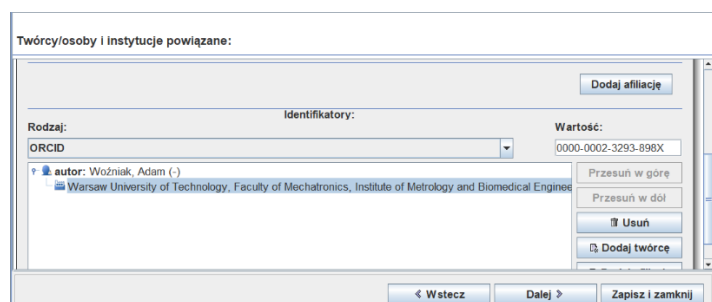 Twórcy/osoby i instytucje powiązane:
Dodaj afiliację
Identyfikatory:
Rodzaj:
Wartość:
ORCID
0000-0002-3293-898X
autor: Woźniak, Adam (-)
Warsaw University of Technology, Faculty of Mechatronics, Institute of Metrology and Biomedical Enginee
Przesuń w górę
Przesuń w dół
Usuń
Dodaj twórcę
Wstecz
Dalej
Zapisz i zamknij